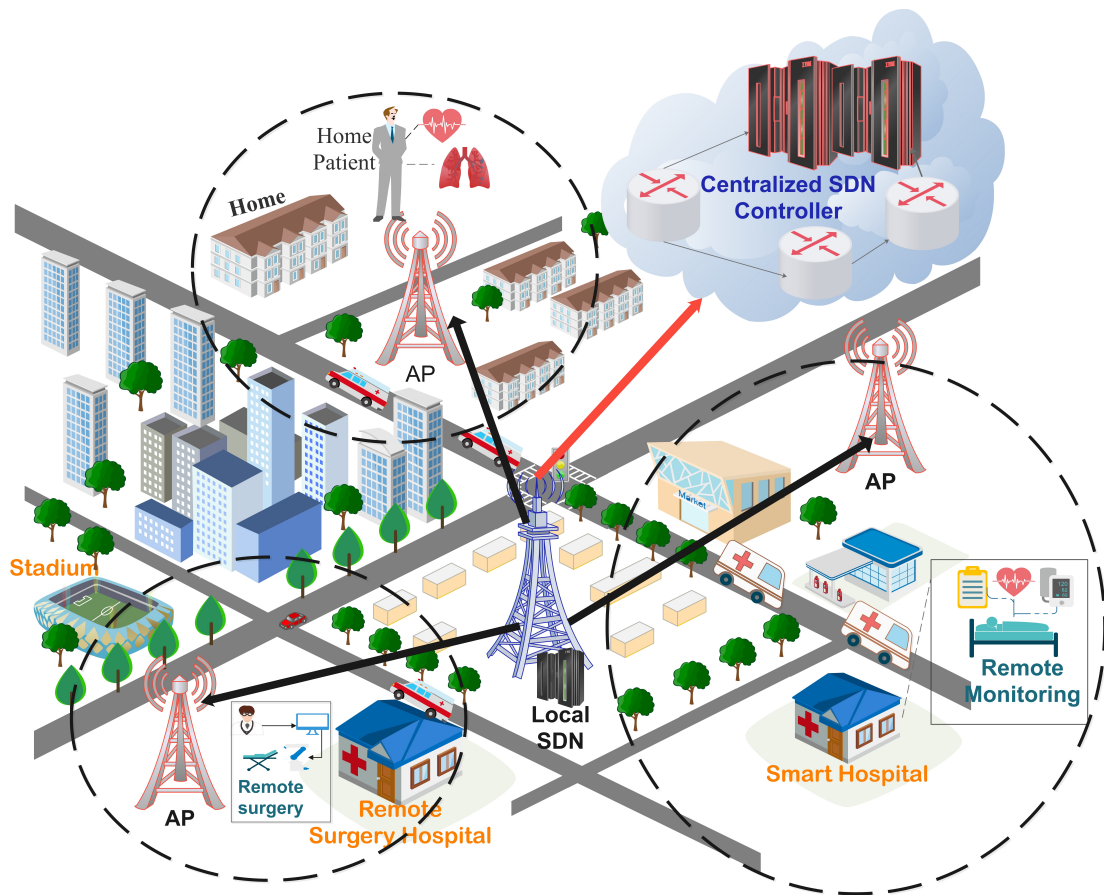 Home
Patient
Home
Centralized SDN
Controller
AP
AP
Market
Stadium
Remote
Monitoring
Local
SDN
Smart Hospital
Remote
surgery
AP
Remote
Surgery Hospital